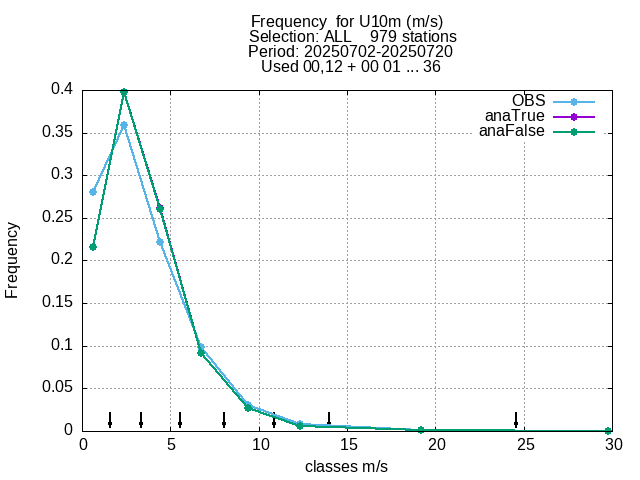 Frequency  for U10m (m/s)
Selection: ALL    979 stations
Period: 20250702-20250720
Used 00,12 + 00 01 ... 36
OBS
anaTrue
anaFalse
0.4
0.35
0.3
0.25
0.2
0.15
0.1
0.05
0
Frequency
0 5 10 15 20 25 30
classes m/s